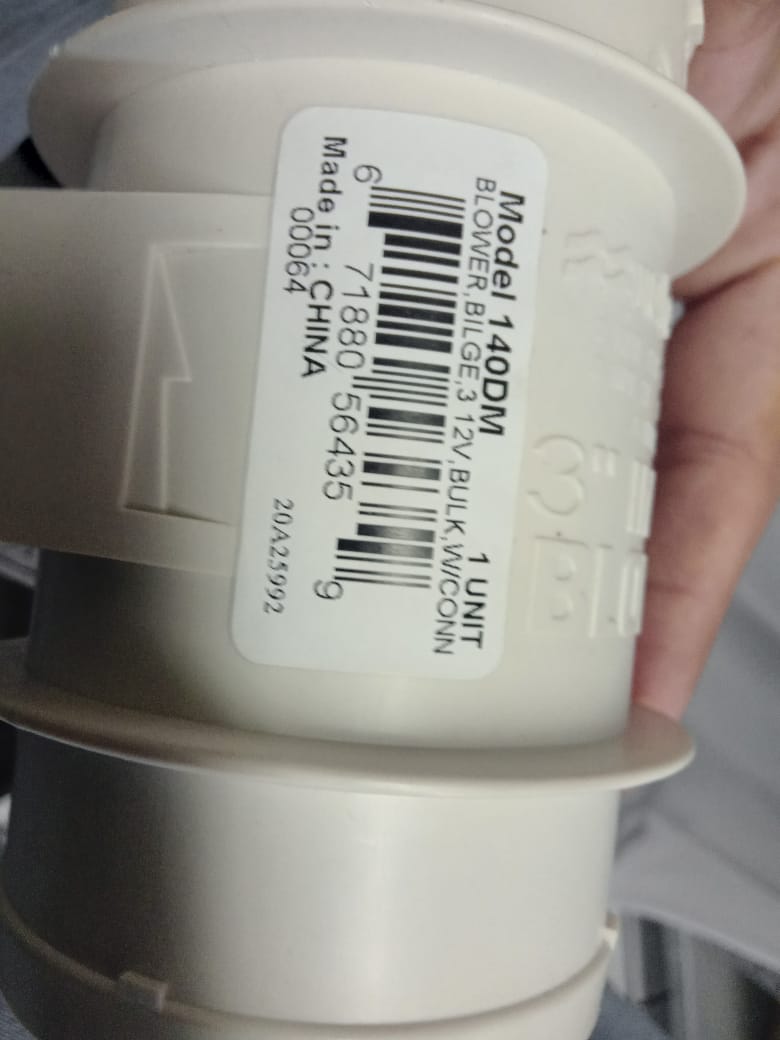 Model 140DM
1 UNIT
BLOWER,BILGE,3 12V,BULK,W/CONN
6 71880 56435 9
Made in : CHINA
00064
20A25992